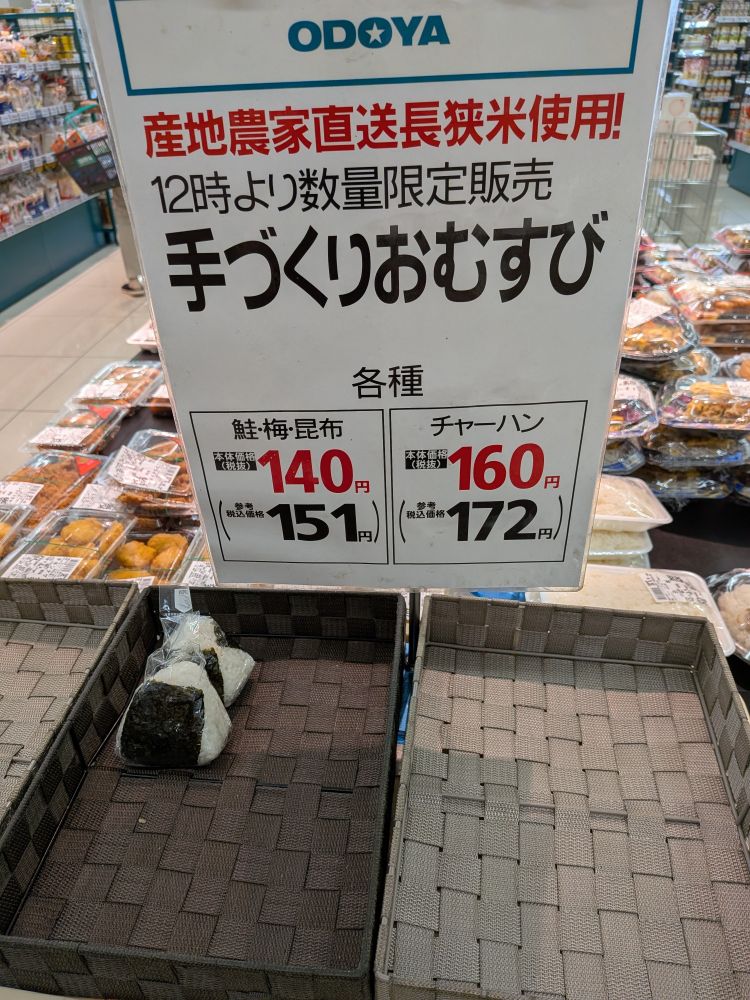 ODOYA
産地農家直送長狭米使用!
12時より数量限定販売
手づくりおむすび
各種
鮭・梅・昆布
本体価格
(税抜)
140円
(参考
税込価格
151円)
チャーハン
本体価格
(税抜)
160円
(参考
税込価格
172円)